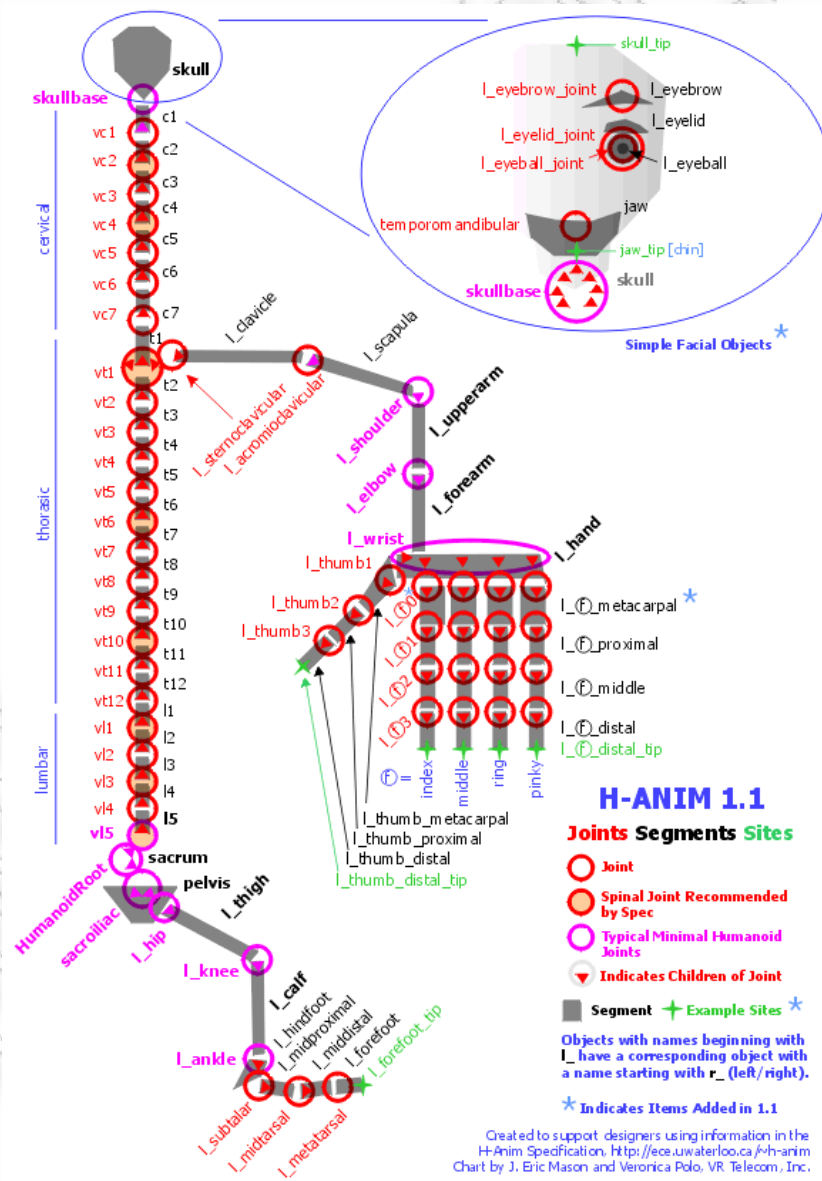 skull
skullbase
c1
vc1
c2
vc2
c3
vc3
c4
vc4
c5
vc5
c6
vc6
c7
vc7
cervical
t1
vt1
t2
vt2
t3
vt3
t4
vt4
t5
vt5
t6
vt6
t7
vt7
t8
vt8
t9
vt9
t10
vt10
t11
vt11
t12
vt12
thorasic
l1
vl1
l2
vl2
l3
vl3
l4
vl4
l5
vl5
lumbar
sacrum
HumanoidRoot
pelvis
sacroiliac
l_hip
l_thigh
l_knee
l_calf
l_ankle
l_hindfoot
l_midproximal
l_middistal
l_forefoot
l_forefoot_tip
l_subtalar
l_midtarsal
l_metatarsal
l_clavicle
l_scapula
l_sternoclavicular
l_acromioclavicular
l_shoulder
l_upperarm
l_elbow
l_forearm
l_wrist
l_hand
l_thumb1
l_thumb2
l_thumb3
l_Ⓕ0*
l_Ⓕ1
l_Ⓕ2
l_Ⓕ3
l_Ⓕ_metacarpal *
l_Ⓕ_proximal
l_Ⓕ_middle
l_Ⓕ_distal
l_Ⓕ_distal_tip
Ⓕ = index middle ring pinky
l_thumb_metacarpal
l_thumb_proximal
l_thumb_distal
l_thumb_distal_tip
skull_tip
l_eyebrow_joint
l_eyebrow
l_eyelid_joint
l_eyelid
l_eyeball_joint
l_eyeball
jaw
temporomandibular
jaw_tip [chin]
skullbase
skull
Simple Facial Objects *
H-ANIM 1.1
Joints Segments Sites
Joint
Spinal Joint Recommended
by Spec
Typical Minimal Humanoid
Joints
Indicates Children of Joint
Segment Example Sites *
Objects with names beginning with
l_ have a corresponding object with
a name starting with r_ (left/right).
* Indicates Items Added in 1.1
Created to support designers using information in the
H-Anim Specification, http://ece.uwaterloo.ca/~h-anim
Chart by J. Eric Mason and Veronica Polo, VR Telecom, Inc.